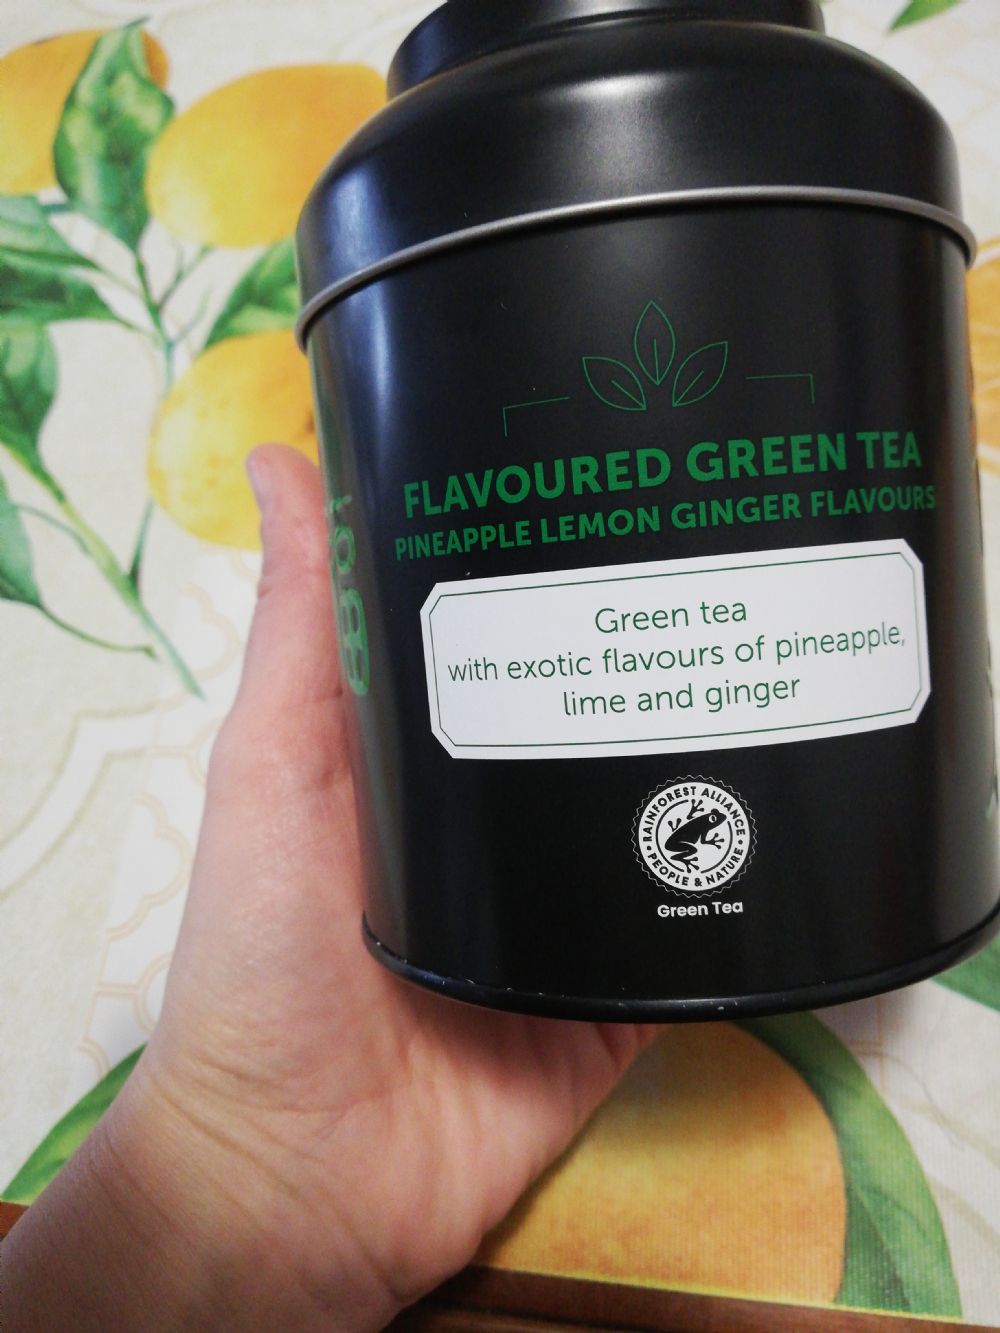 FLAVOURED GREEN TEA
PINEAPPLE LEMON GINGER FLAVOURS
Green tea
with exotic flavours of pineapple,
lime and ginger
RAINFOREST ALLIANCE
• PEOPLE & NATURE •
Green Tea